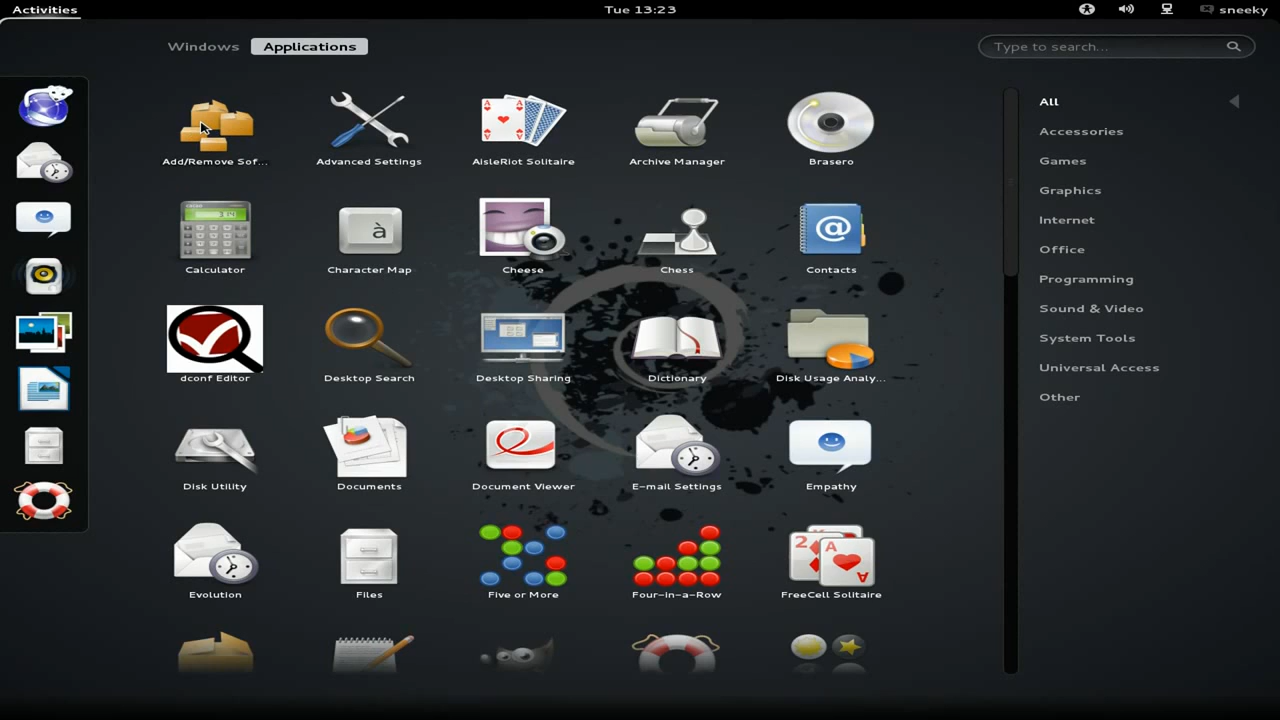 Activities
Tue 13:23
sneeky
Windows
Applications
Type to search...
Add/Remove Sof...
Advanced Settings
AisleRiot Solitaire
Archive Manager
Brasero
Calculator
Character Map
Cheese
Chess
Contacts
dconf Editor
Desktop Search
Desktop Sharing
Dictionary
Disk Usage Analy...
Disk Utility
Documents
Document Viewer
E-mail Settings
Empathy
Evolution
Files
Five or More
Four-in-a-Row
FreeCell Solitaire
All
Accessories
Games
Graphics
Internet
Office
Programming
Sound & Video
System Tools
Universal Access
Other